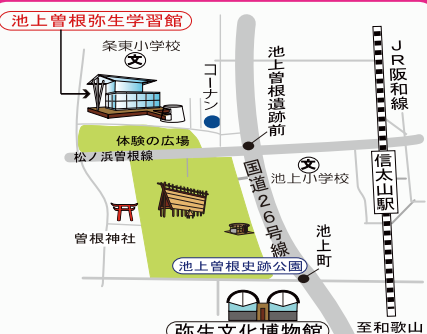 池上曽根弥生学習館
条東小学校
文
コーナン
池上曽根遺跡前
JR阪和線
体験の広場
松ノ浜曽根線
国道26号線
文
池上小学校
信太山駅
曽根神社
池上町
池上曽根史跡公園
弥生文化博物館
至和歌山